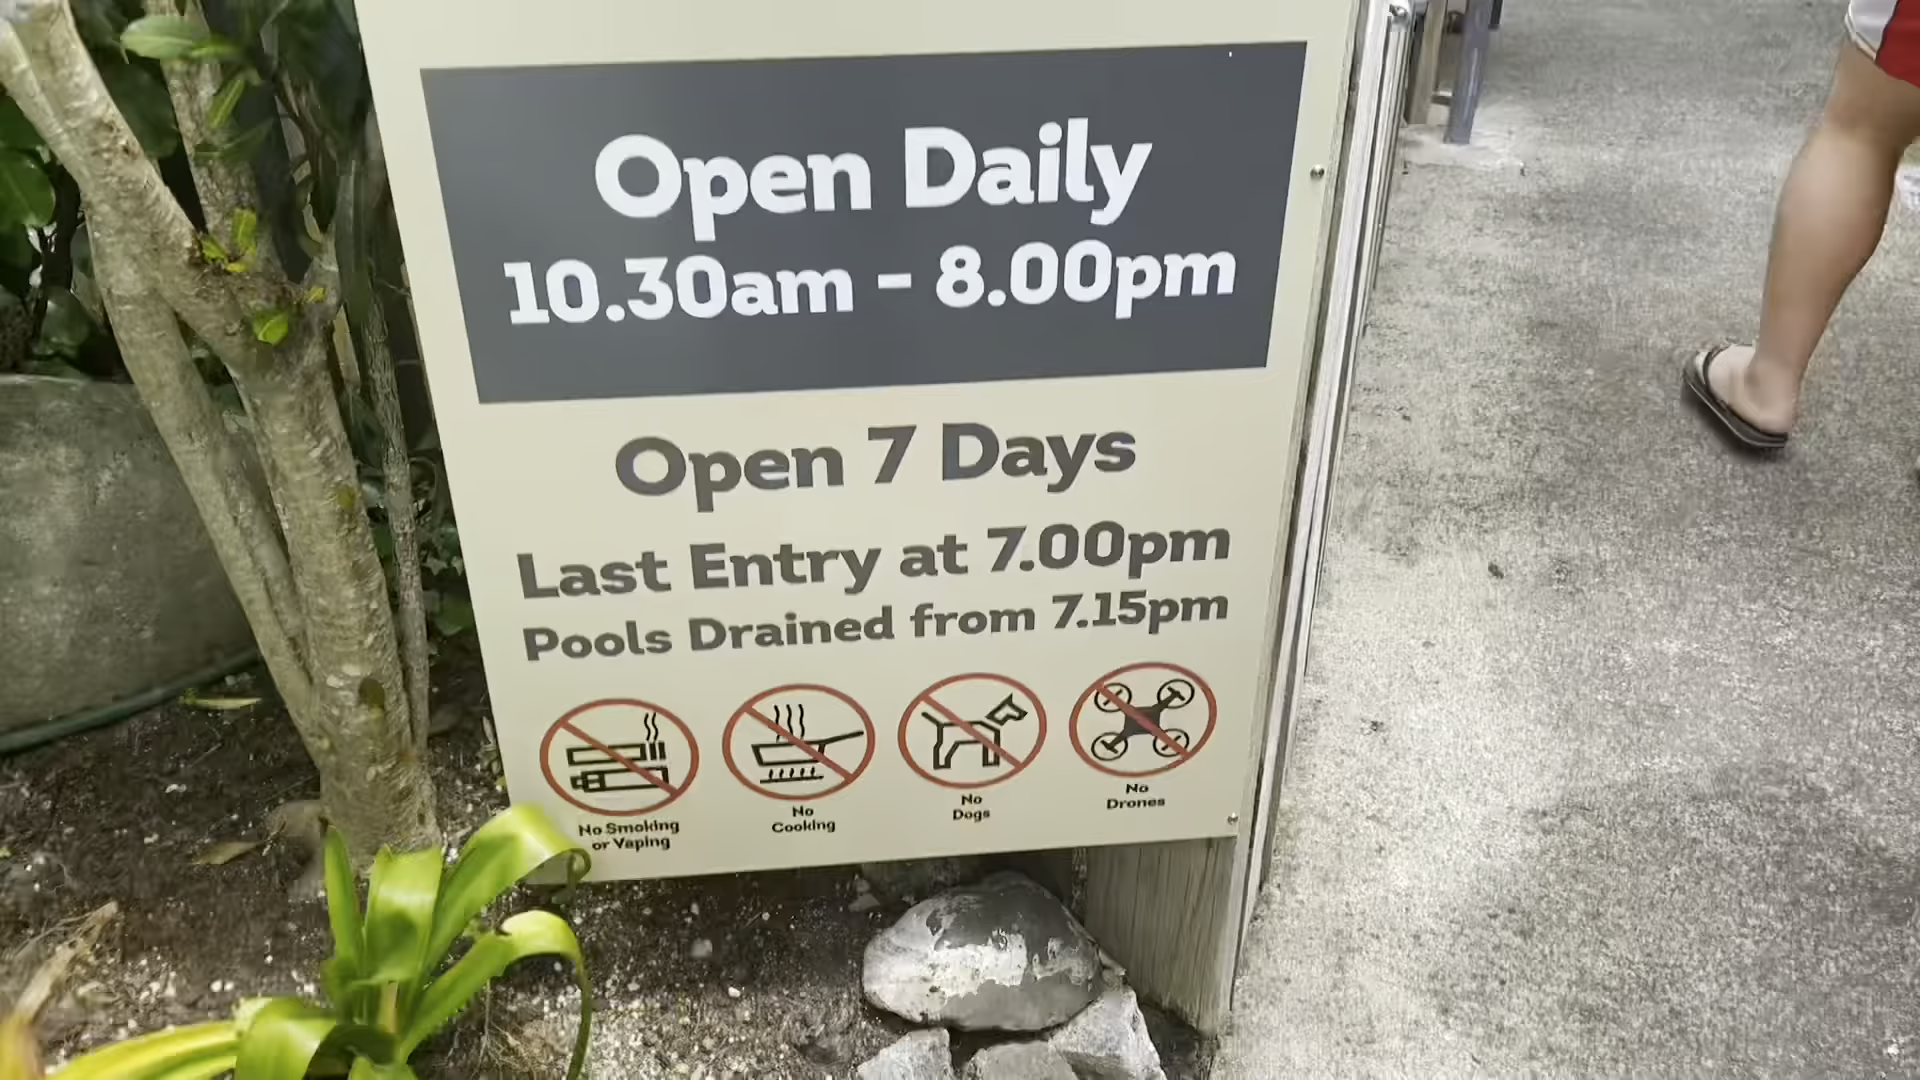 Open Daily
10.30am - 8.00pm
Open 7 Days
Last Entry at 7.00pm
Pools Drained from 7.15pm
No Smoking
or Vaping
No
Cooking
No
Dogs
No
Drones